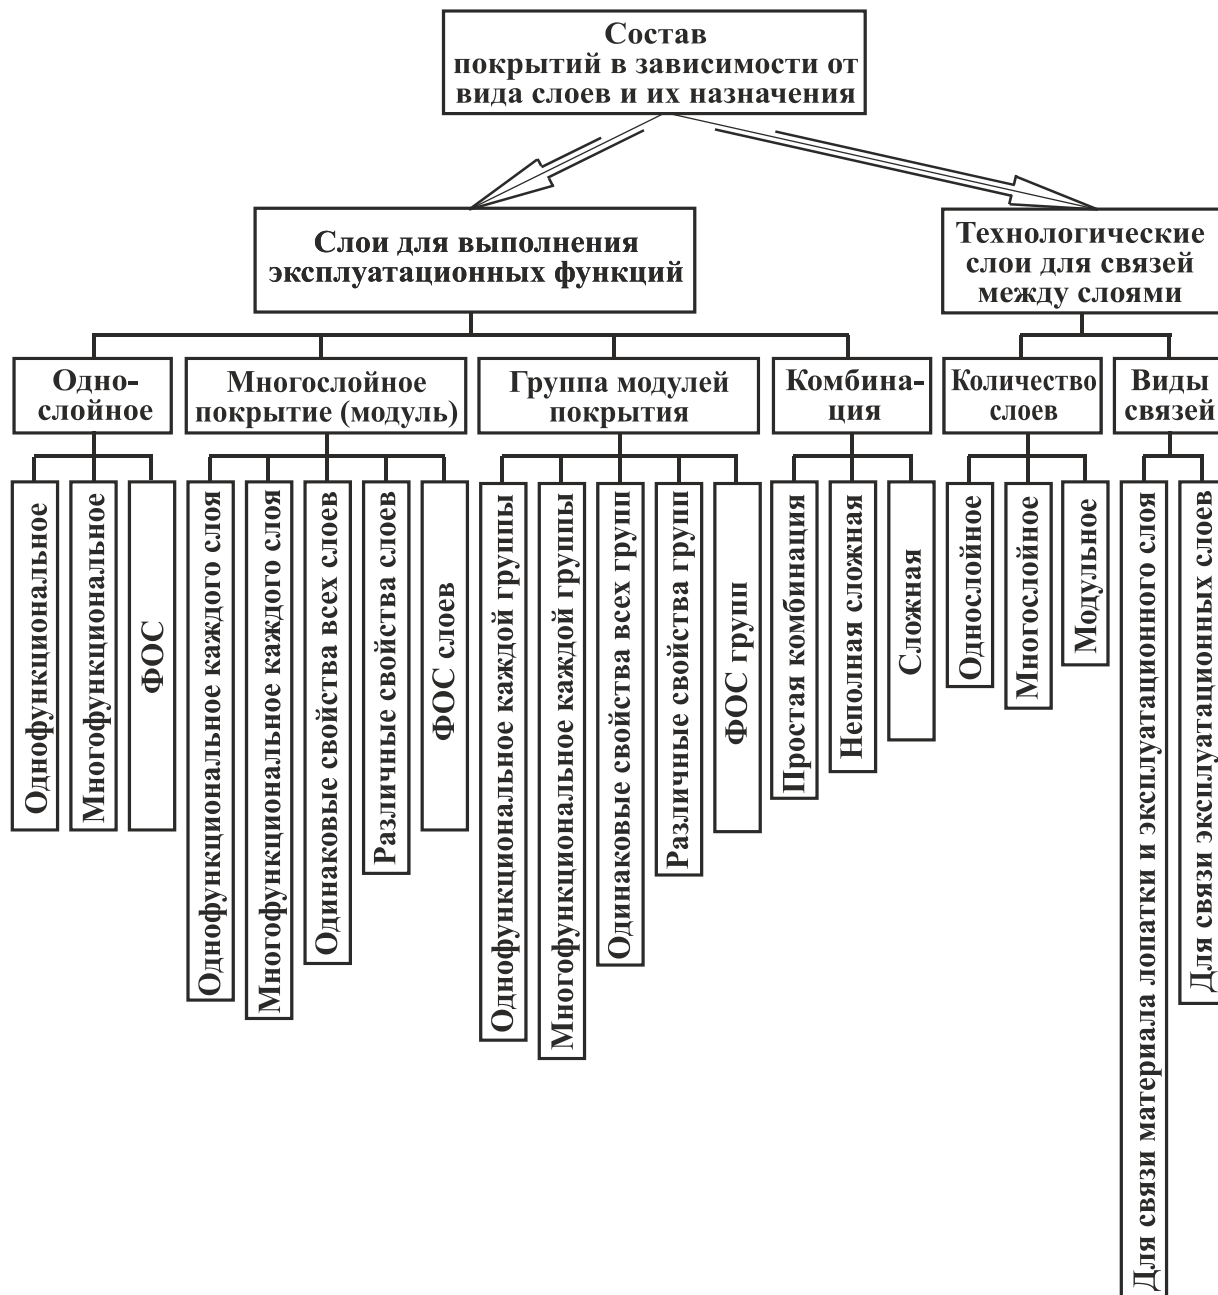 Состав
покрытий в зависимости от
вида слоев и их назначения
Слои для выполнения
эксплуатационных функций
Технологические
слои для связей
между слоями
Одно-
слойное
Многослойное
покрытие (модуль)
Группа модулей
покрытия
Комбина-
ция
Количество
слоев
Виды
связей
Однофункциональное
Многофункциональное
ФОС
Однофункциональное каждого слоя
Многофункциональное каждого слоя
Одинаковые свойства всех слоев
Различные свойства слоев
ФОС слоев
Однофункциональное каждой группы
Многофункциональное каждой группы
Одинаковые свойства всех групп
Различные свойства групп
ФОС групп
Простая комбинация
Неполная сложная
Сложная
Однослойное
Многослойное
Модульное
Для связи материала лопатки и эксплуатационного слоя
Для связи эксплуатационных слоев